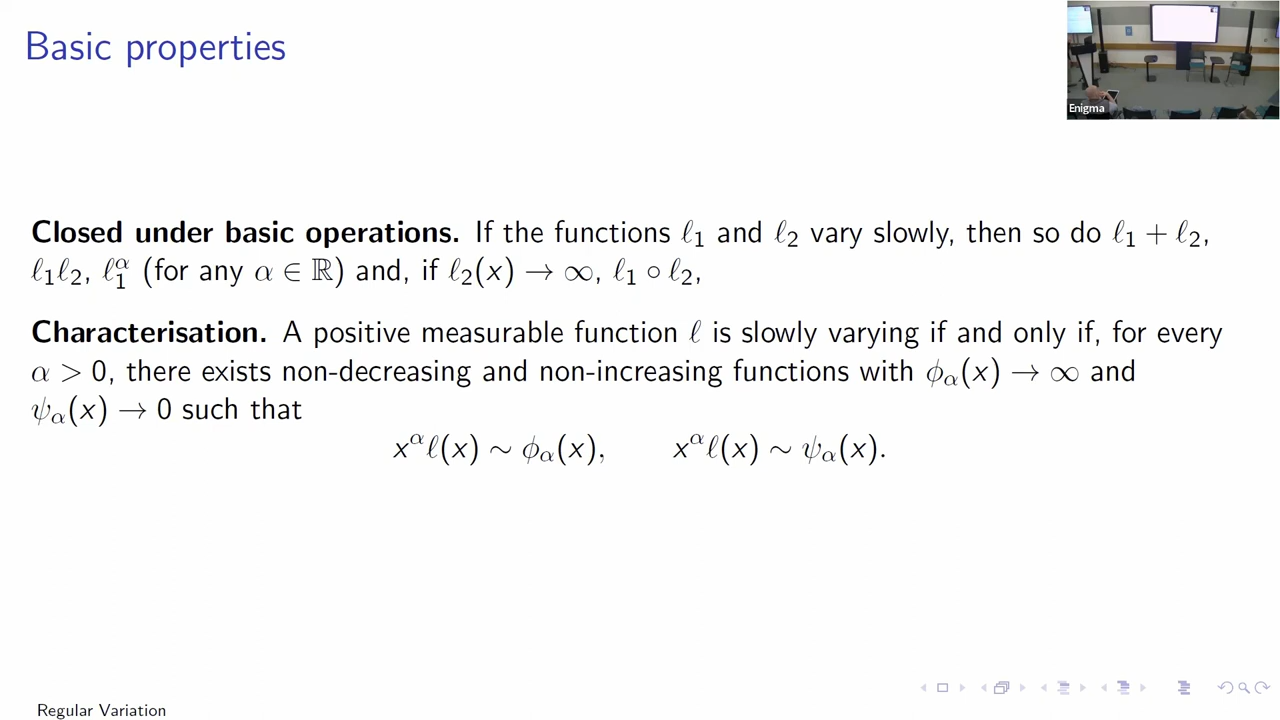 Basic properties
Enigma
Closed under basic operations. If the functions ℓ₁ and ℓ₂ vary slowly, then so do ℓ₁ + ℓ₂,
ℓ₁ℓ₂, ℓ₁^α (for any α ∈ ℝ) and, if ℓ₂(x) → ∞, ℓ₁ ∘ ℓ₂,
Characterisation. A positive measurable function ℓ is slowly varying if and only if, for every
α > 0, there exists non-decreasing and non-increasing functions with ϕ_α(x) → ∞ and
ψ_α(x) → 0 such that
x^α ℓ(x) ∼ ϕ_α(x), x^α ℓ(x) ∼ ψ_α(x).
Regular Variation